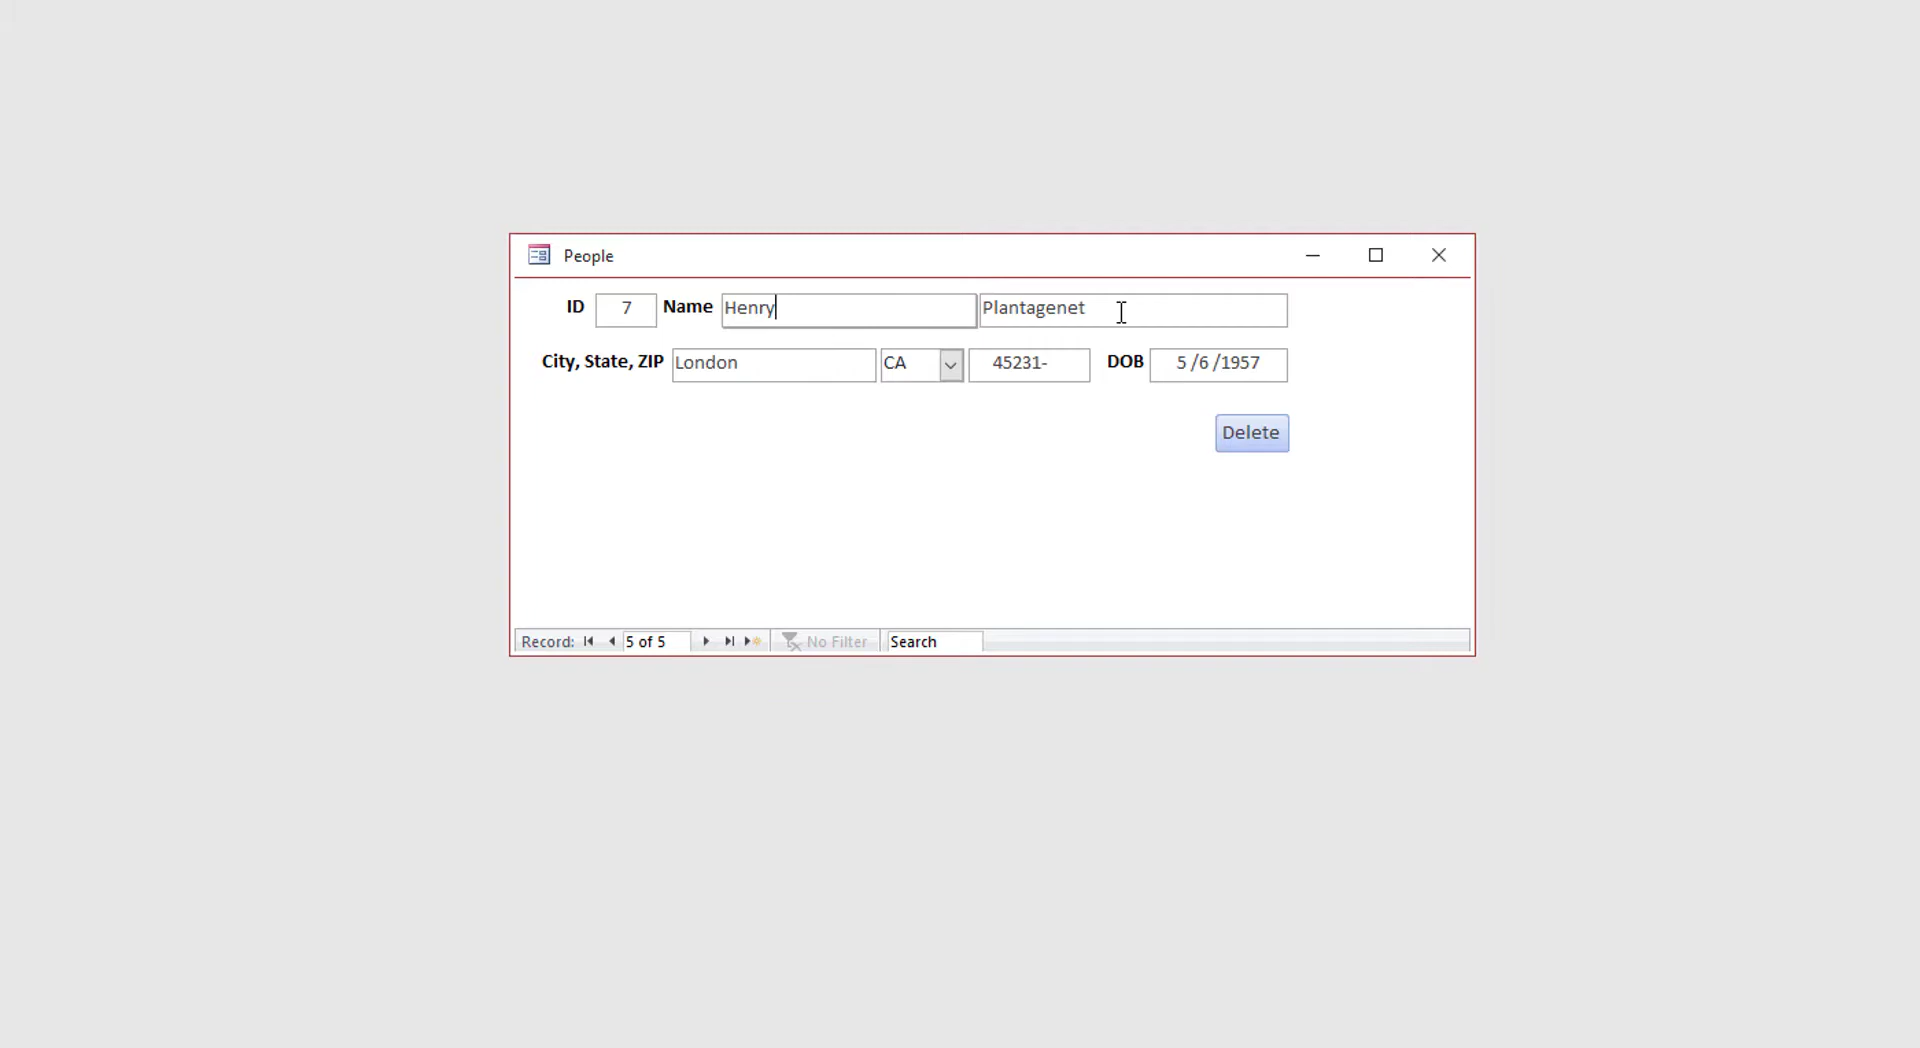 People
ID 7 Name Henry Plantagenet
City, State, ZIP London CA 45231- DOB 5 /6 /1957
Delete
Record: 5 of 5 No Filter Search